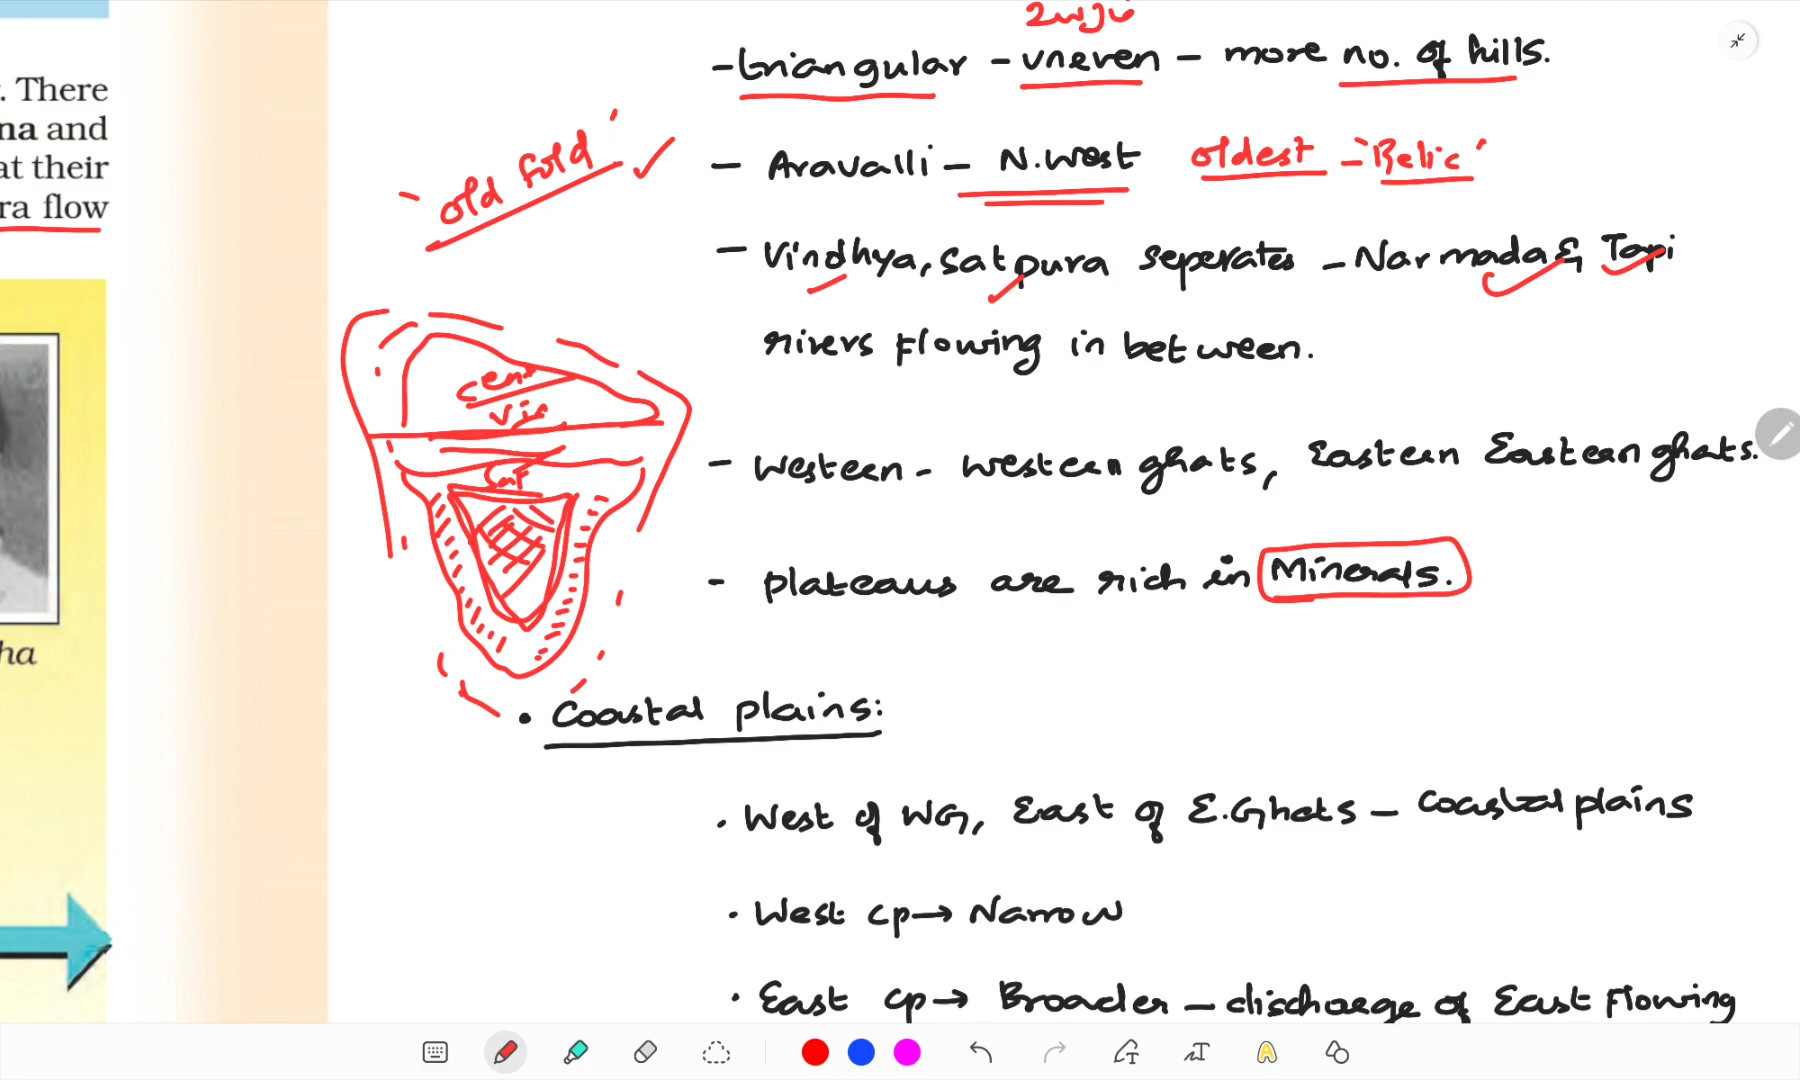 . There
na and
at their
ra flow
ha
-triangular - uneven - more no. of hills.
'old fold'
- Aravalli - N.West oldest - 'Relic'
- Vindhya, Satpura seperates - Narmada & Tapi
rivers flowing in between.
Cen
Vin
Sat
- Western - Western ghats, Eastern Eastern ghats.
- plateaus are rich in Minerals.
• Coastal plains:
. West of WG, East of E.Ghats - Coastal plains
. West cp → Narrow
. East cp → Broader - discharge of East Flowing